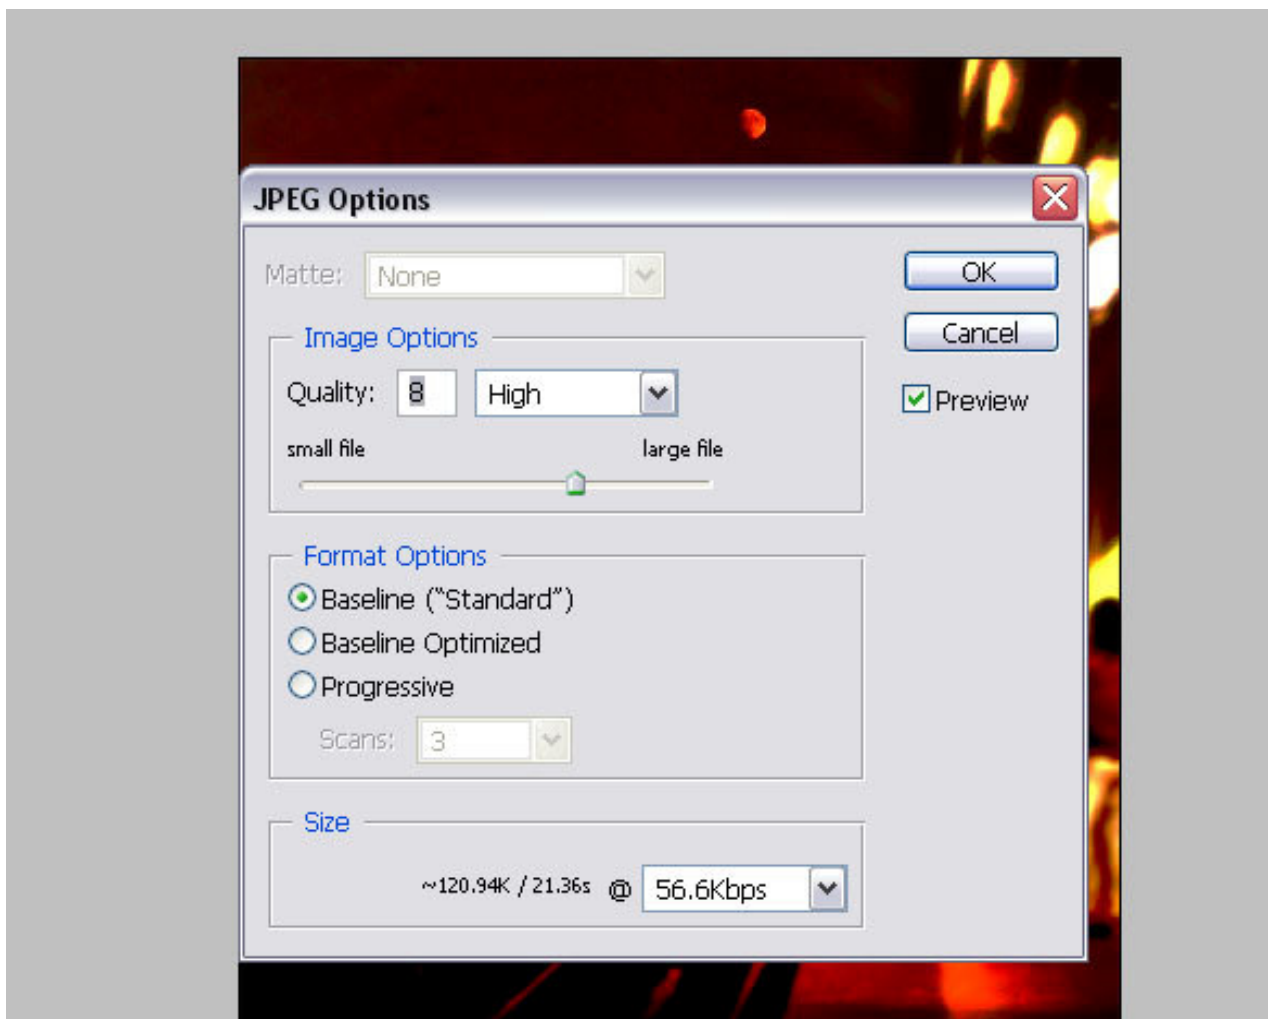 JPEG Options
Matte: None
OK
Cancel
Preview
Image Options
Quality: 8 High
small file large file
Format Options
Baseline (“Standard”)
Baseline Optimized
Progressive
Scans: 3
Size
~120.94K / 21.36s @ 56.6Kbps